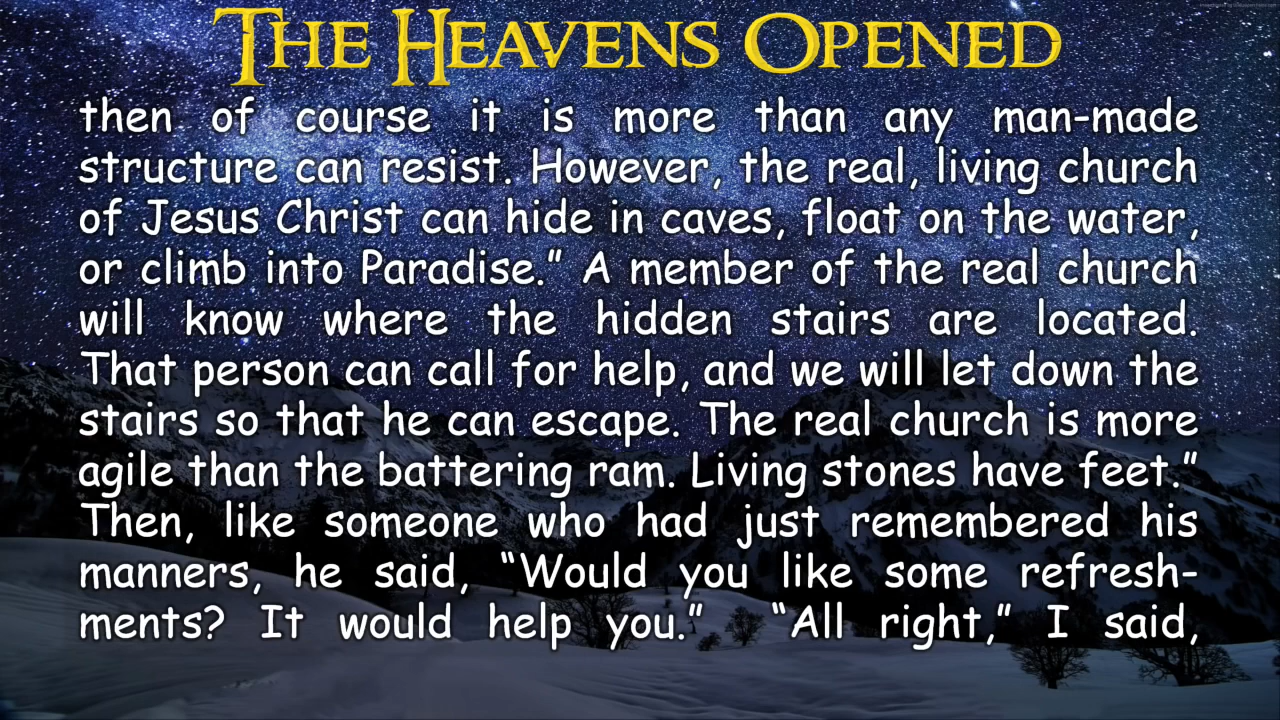 THE HEAVENS OPENED
then of course it is more than any man-made
structure can resist. However, the real, living church
of Jesus Christ can hide in caves, float on the water,
or climb into Paradise.” A member of the real church
will know where the hidden stairs are located.
That person can call for help, and we will let down the
stairs so that he can escape. The real church is more
agile than the battering ram. Living stones have feet.”
Then, like someone who had just remembered his
manners, he said, “Would you like some refresh-
ments? It would help you.” “All right,” I said,